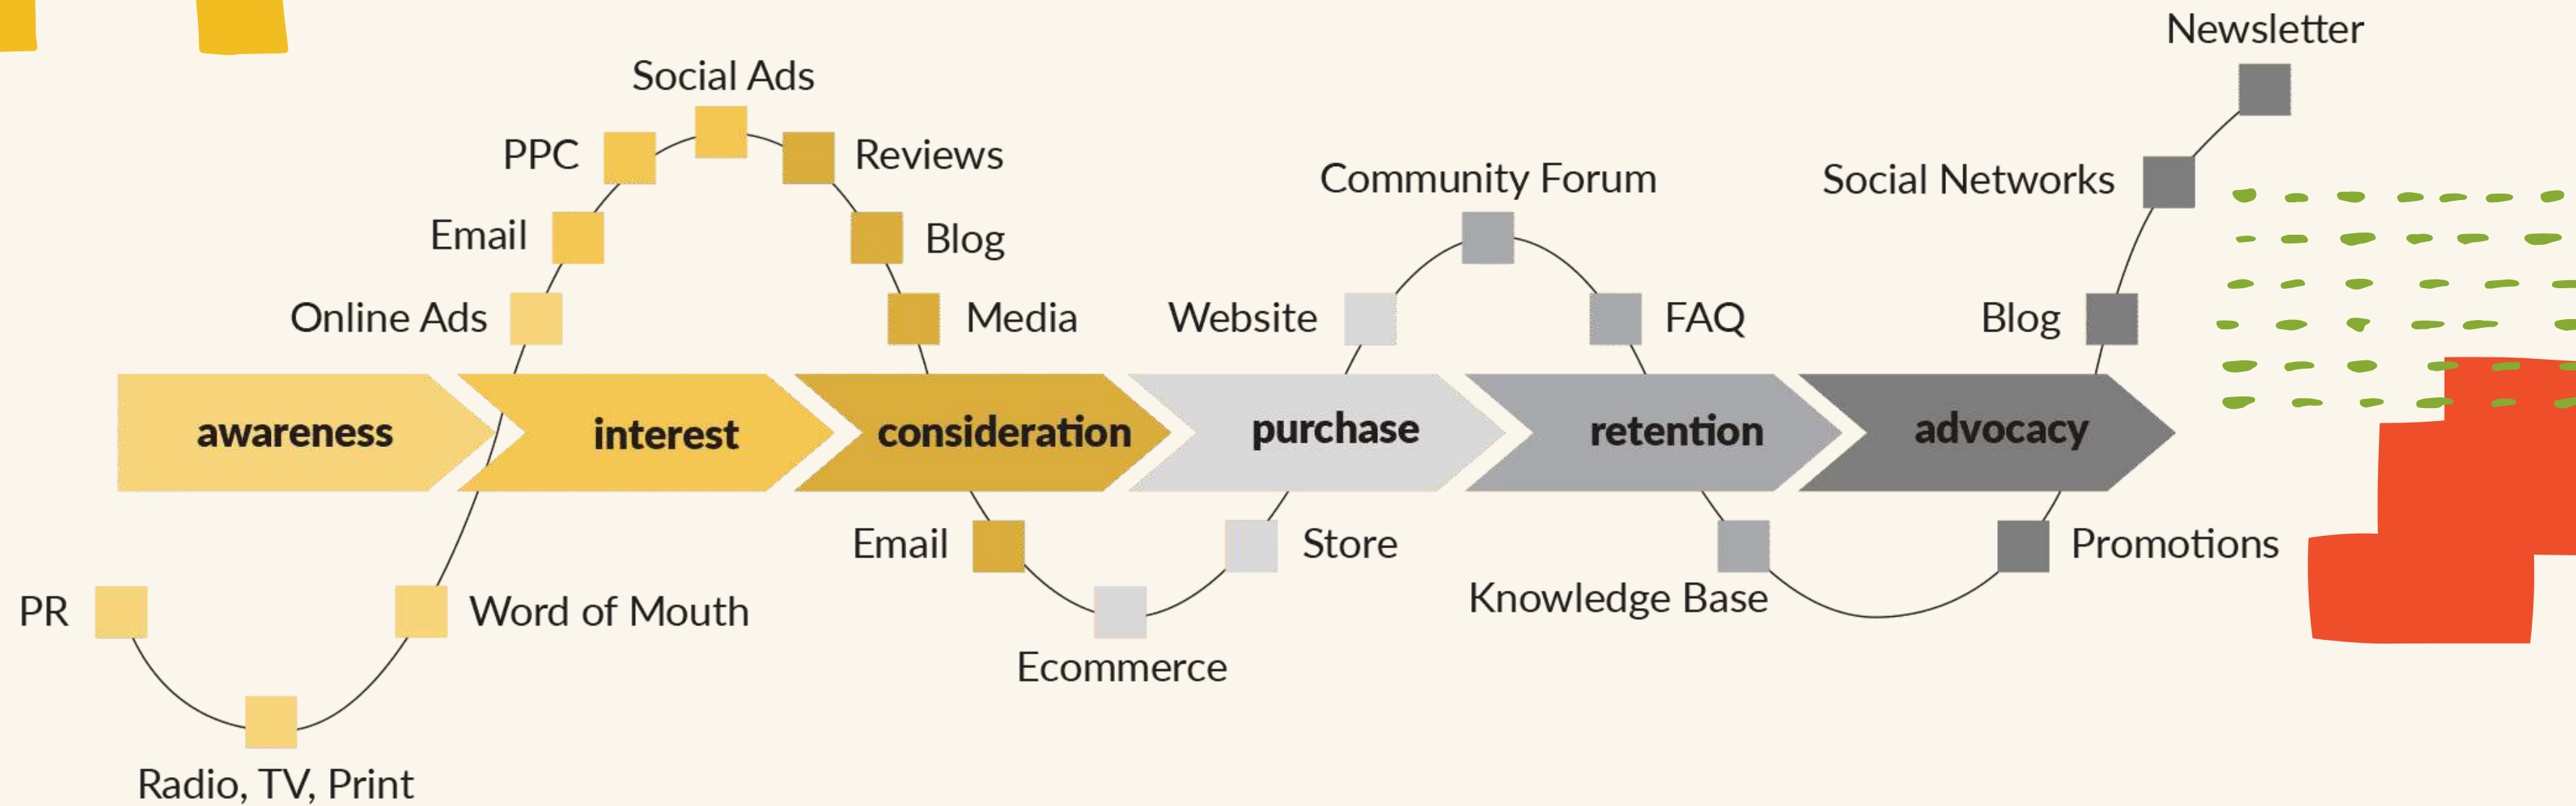 Newsletter
Social Ads
PPC
Reviews
Community Forum
Social Networks
Email
Blog
Online Ads
Media
Website
FAQ
Blog
awareness
interest
consideration
purchase
retention
advocacy
Email
Store
Promotions
PR
Word of Mouth
Knowledge Base
Ecommerce
Radio, TV, Print